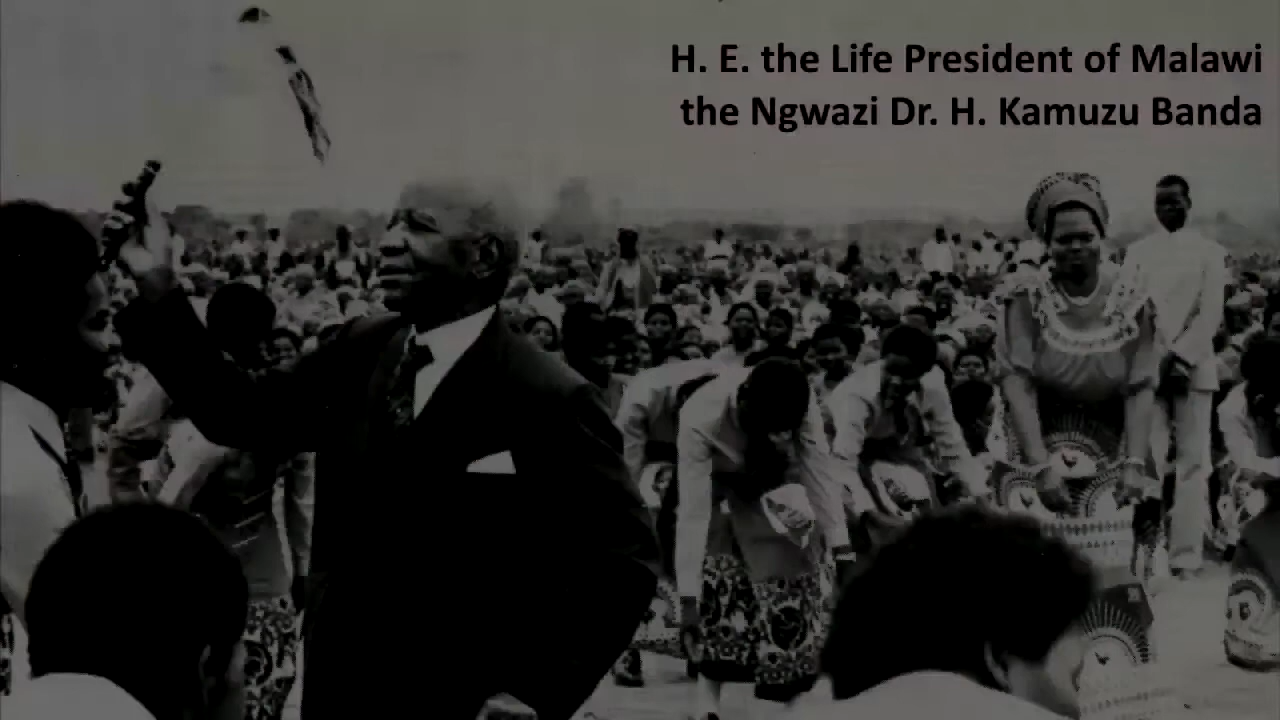 H. E. the Life President of Malawi
the Ngwazi Dr. H. Kamuzu Banda